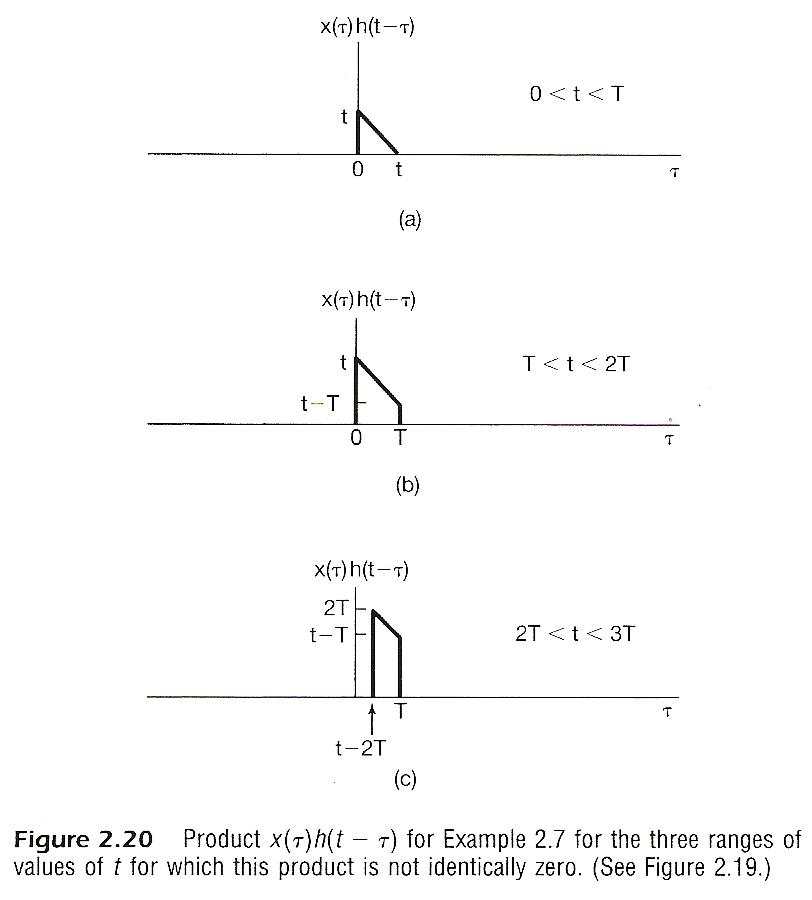 x(τ)h(t−τ)
0 < t < T
t
0 t τ
(a)
x(τ)h(t−τ)
t
T < t < 2T
t−T
0 T τ
(b)
x(τ)h(t−τ)
2T
t−T
2T < t < 3T
T τ
t−2T
(c)
Figure 2.20 Product x(τ)h(t − τ) for Example 2.7 for the three ranges of
values of t for which this product is not identically zero. (See Figure 2.19.)